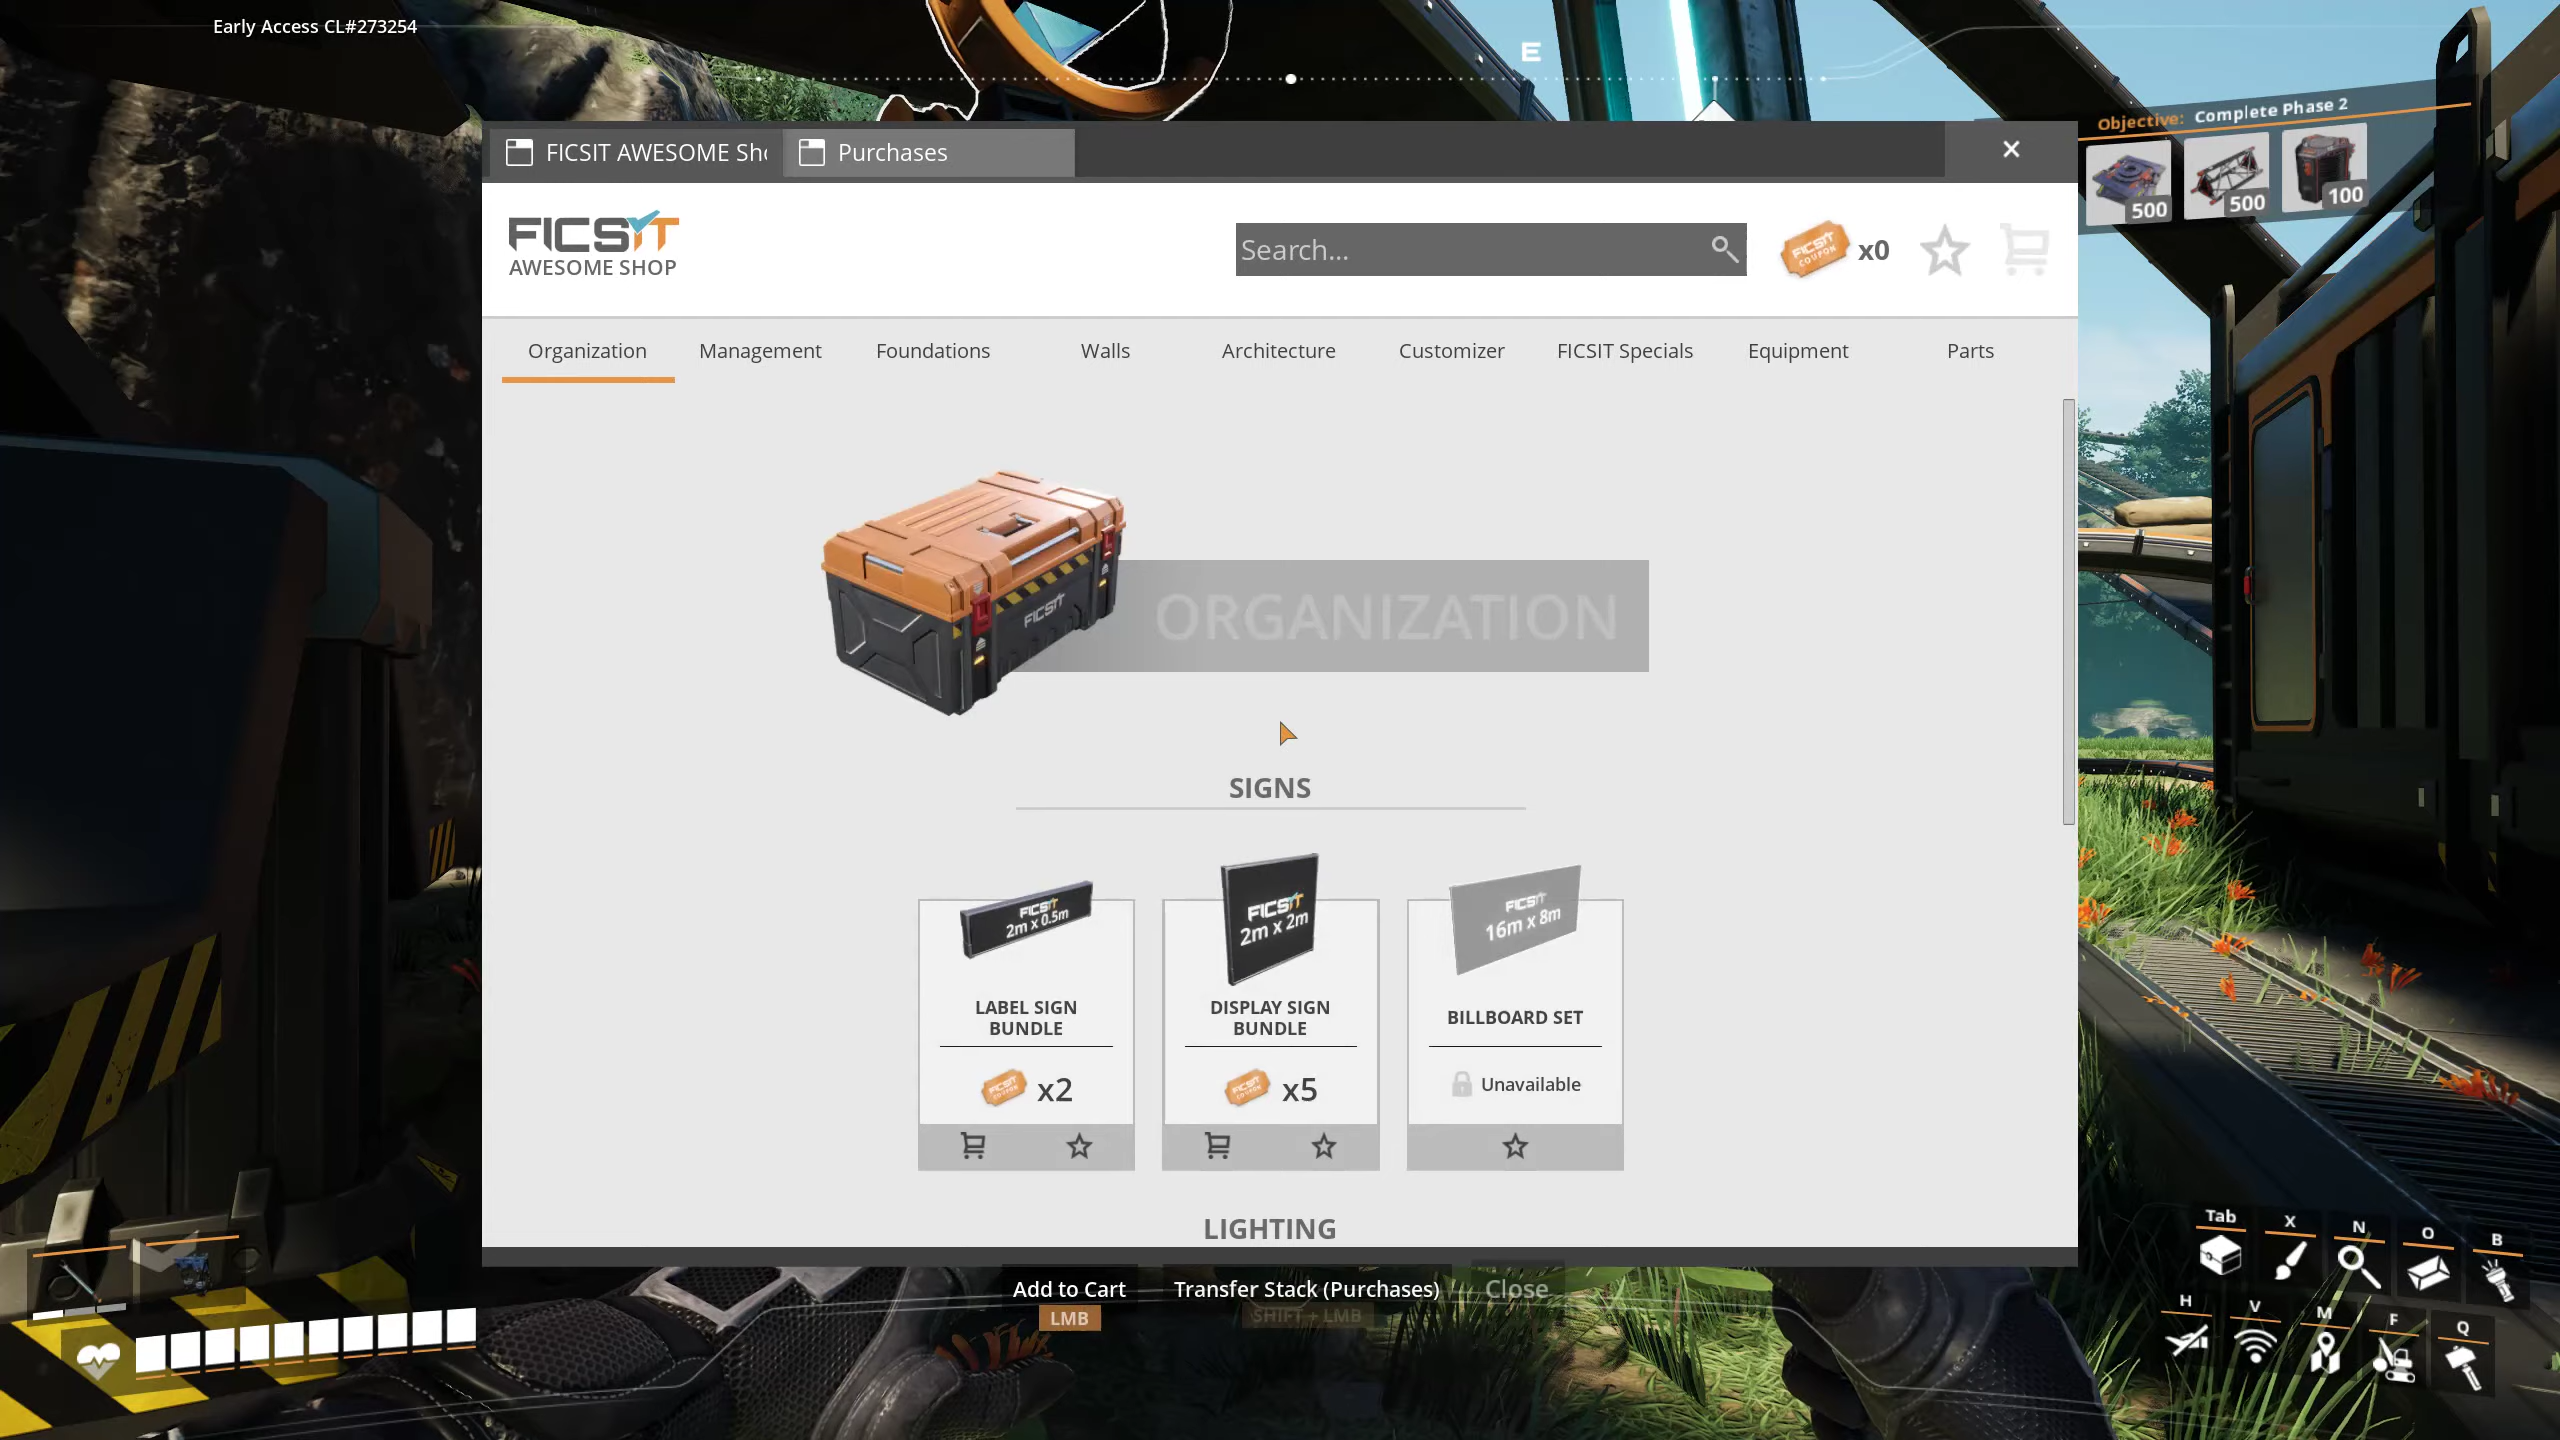 Early Access CL#273254
E
Objective: Complete Phase 2
500
500
100
FICSIT AWESOME Sh
Purchases
FICSIT
AWESOME SHOP
Search...
FICSIT COUPON
x0
Organization
Management
Foundations
Walls
Architecture
Customizer
FICSIT Specials
Equipment
Parts
FICSIT
ORGANIZATION
SIGNS
FICSIT
2m x 0.5m
FICSIT
2m x 2m
FICSIT
16m x 8m
LABEL SIGN
BUNDLE
DISPLAY SIGN
BUNDLE
BILLBOARD SET
x2
x5
Unavailable
LIGHTING
Add to Cart
LMB
Transfer Stack (Purchases)
SHIFT + LMB
Close
Tab
X
N
O
B
H
V
M
F
Q